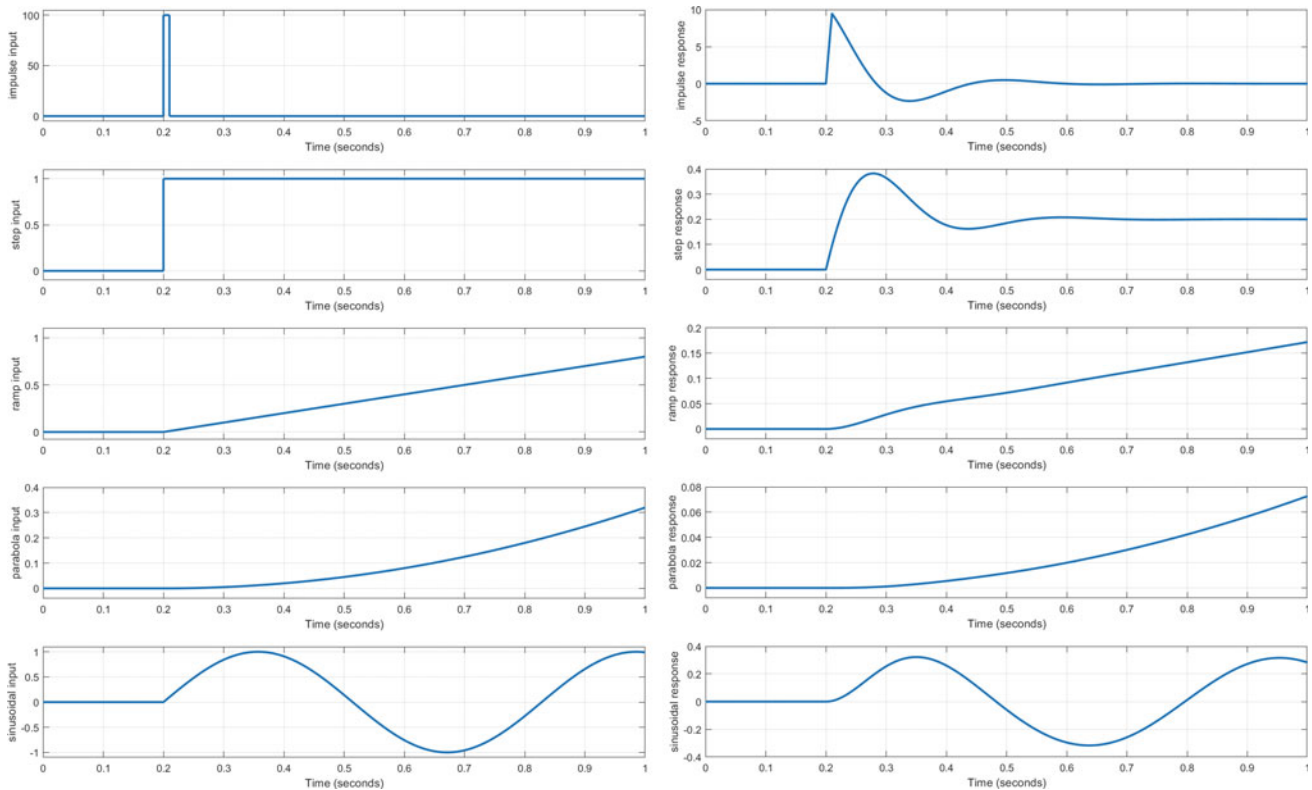 impulse input
100
50
0
0 0.1 0.2 0.3 0.4 0.5 0.6 0.7 0.8 0.9 1
Time (seconds)
impulse response
10
5
0
-5
0 0.1 0.2 0.3 0.4 0.5 0.6 0.7 0.8 0.9 1
Time (seconds)
step input
1
0.5
0
0 0.1 0.2 0.3 0.4 0.5 0.6 0.7 0.8 0.9 1
Time (seconds)
step response
0.4
0.3
0.2
0.1
0
0 0.1 0.2 0.3 0.4 0.5 0.6 0.7 0.8 0.9 1
Time (seconds)
ramp input
1
0.5
0
0 0.1 0.2 0.3 0.4 0.5 0.6 0.7 0.8 0.9 1
Time (seconds)
ramp response
0.2
0.15
0.1
0.05
0
0 0.1 0.2 0.3 0.4 0.5 0.6 0.7 0.8 0.9 1
Time (seconds)
parabola input
0.4
0.3
0.2
0.1
0
0 0.1 0.2 0.3 0.4 0.5 0.6 0.7 0.8 0.9 1
Time (seconds)
parabola response
0.08
0.06
0.04
0.02
0
0 0.1 0.2 0.3 0.4 0.5 0.6 0.7 0.8 0.9 1
Time (seconds)
sinusoidal input
1
0.5
0
-0.5
-1
0 0.1 0.2 0.3 0.4 0.5 0.6 0.7 0.8 0.9 1
Time (seconds)
sinusoidal response
0.4
0.2
0
-0.2
-0.4
0 0.1 0.2 0.3 0.4 0.5 0.6 0.7 0.8 0.9 1
Time (seconds)